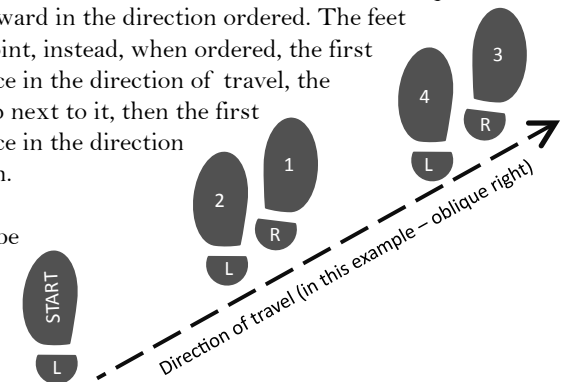 ward in the direction ordered. The feet
int, instead, when ordered, the first
ce in the direction of travel, the
next to it, then the first
ce in the direction
be
3
4
R
L
1
2
R
L
START
L
Direction of travel (in this example – oblique right)